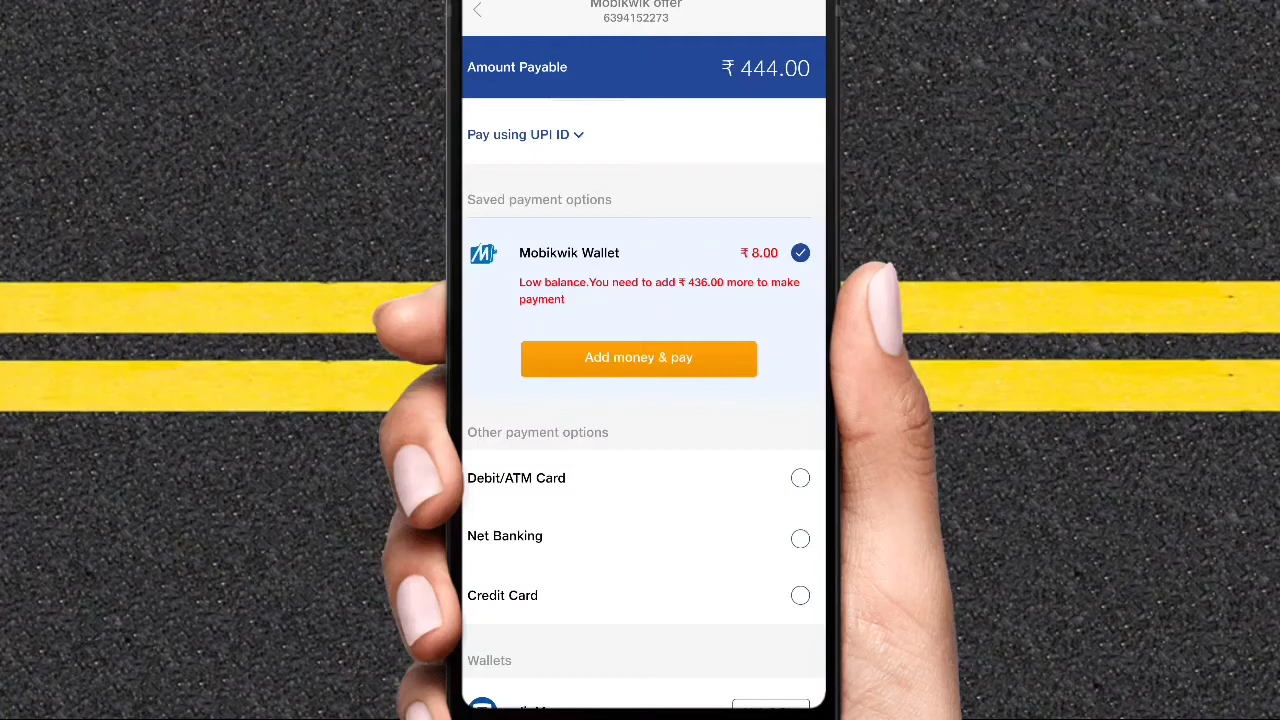 Mobikwik offer
6394152273
Amount Payable ₹ 444.00
Pay using UPI ID
Saved payment options
Mobikwik Wallet ₹ 8.00
Low balance.You need to add ₹ 436.00 more to make
payment
Add money & pay
Other payment options
Debit/ATM Card
Net Banking
Credit Card
Wallets